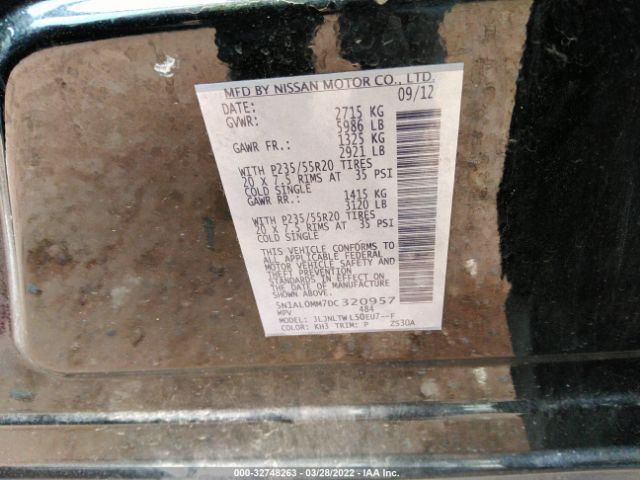 MFD BY NISSAN MOTOR CO., LTD.
DATE: 09/12
GVWR: 2715 KG
5986 LB
GAWR FR.: 1325 KG
2921 LB
WITH P235/55R20 TIRES
20 X 7.5 RIMS AT 35 PSI
COLD SINGLE
GAWR RR.: 1415 KG
3120 LB
WITH P235/55R20 TIRES
20 X 7.5 RIMS AT 35 PSI
COLD SINGLE
THIS VEHICLE CONFORMS TO
ALL APPLICABLE FEDERAL
MOTOR VEHICLE SAFETY AND
THEFT PREVENTION
STANDARDS IN EFFECT ON
THE DATE OF MANUFACTURE
SHOWN ABOVE.
5N1AL0MM7DC320957
MPV 484
MODEL: JLJNLTW L50EU7--F
COLOR: KH3 TRIM: P ZS30A
000-32748263 - 03/28/2022 - IAA Inc.